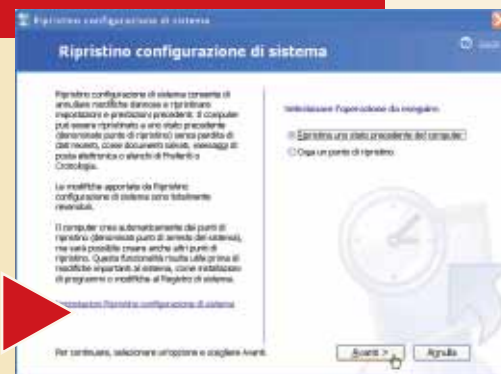 Ripristino configurazione di sistema
Ripristino configurazione di sistema
Ripristino configurazione di sistema consente di
annullare modifiche dannose e ripristinare
impostazioni e prestazioni precedenti. Il computer
può essere ripristinato a uno stato precedente
(denominato punto di ripristino) senza perdita di
dati recenti, come documenti salvati, messaggi di
posta elettronica o elenchi di Preferiti o
Cronologia.
Le modifiche apportate da Ripristino
configurazione di sistema sono totalmente
reversibili.
Il computer crea automaticamente dei punti di
ripristino (denominati punti di arresto del sistema),
ma sarà possibile creare anche altri punti di
ripristino. Questa funzionalità risulta utile prima di
modifiche importanti al sistema, come installazioni
di programmi o modifiche al Registro di sistema.
Impostazioni Ripristino configurazione di sistema
Per continuare, selezionare un'opzione e scegliere Avanti.
Selezionare l'operazione da eseguire.
Ripristina uno stato precedente del computer
Crea un punto di ripristino
Avanti >
Annulla